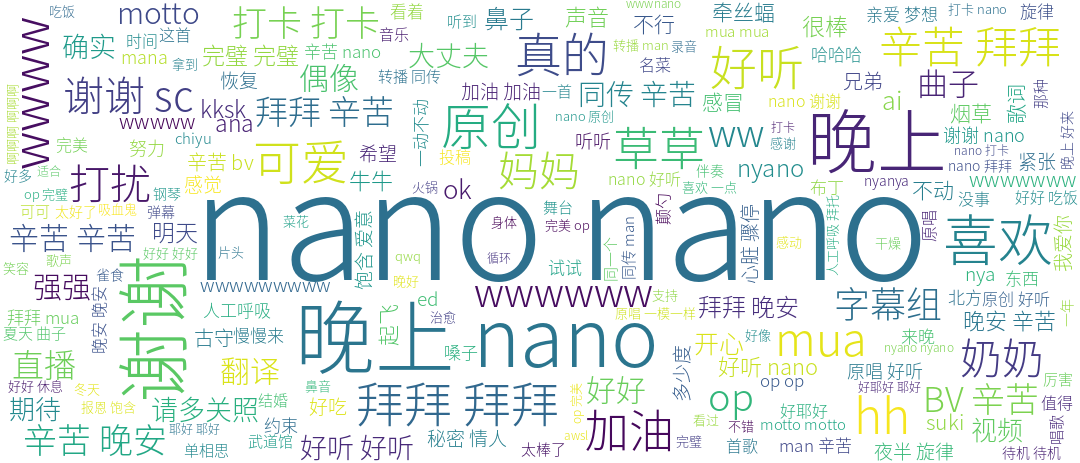 nano nano
晚上 nano
晚上
谢谢
拜拜 拜拜
喜欢
原创
可爱
真的
谢谢 sc
打卡 打卡
motto
吃饭
看着
听到
鼻子
声音
www nano
不行
牵丝蝠
很棒
亲爱 梦想
打卡 nano
旋律
确实
时间
这首
完璧 完璧
音乐
大丈夫
mua mua
哈哈哈
辛苦 拜拜
mana
拿到
辛苦 nano
转播 同传
转播 man
录音
名菜
好听
兄弟
曲子
那种
恢复
偶像
加油 加油
一首
同传 辛苦
nano 谢谢
ai
烟草
歌词
kksk
拜拜 辛苦
nano 原创
感冒
打卡
感谢
谢谢 nano
wwwww
ana
一动不动
听听
草草
ww
nano 打卡
晚上 好来
完美
努力
chiyu
希望
投稿
妈妈
伴奏
nyano
nano 拜拜
紧张
好多
适合
打扰
辛苦 bv
感觉
牛牛
ok
nano 好听
喜欢 一点
布丁
nyanya
不动
没事
wwwwwwww
op 完璧
钢琴
火锅
好好 吃饭
可可
太好了
吸血鬼
弹幕
菜花
饱含 爱意
身体
舞台
完美 op
颠勺
心脏 骤停
人工呼吸 拜托
原唱
我爱你
辛苦 辛苦
明天
歌声
好好 好好
片头
qwq
循环
试试
同一个
同传 man
感动
干燥
笑容
雀食
强强
wwwwwwwwww
晚好
wwwwwww
支持
nya
东西
拜拜 mua
人工呼吸
起飞
ed
治愈
原唱 一模一样
拜拜 晚安
字幕组
北方原创 好听
一年
夏天 曲子
晚安 晚安
古守
慢慢来
嗓子
开心
好像
mua
来晚
晚安 辛苦
直播
翻译
多少度
好听 nano
nyano nyano
奶奶
好好 休息
冬天
鼻音
好吃
结婚
好好
op 完来
op op
原唱 好听
好耶好 好耶
厉害
期待
报恩 饱含
请多关照
约束
加油
op
好耶好
hh
BV 辛苦
值得
耶好 耶好
武道馆
秘密 情人
awsl
看过
不错
motto motto
suki
视频
唱歌
辛苦 晚安
单相思
好听 好听
太棒了
完璧
首歌
man 辛苦
夜半 旋律
待机 待机